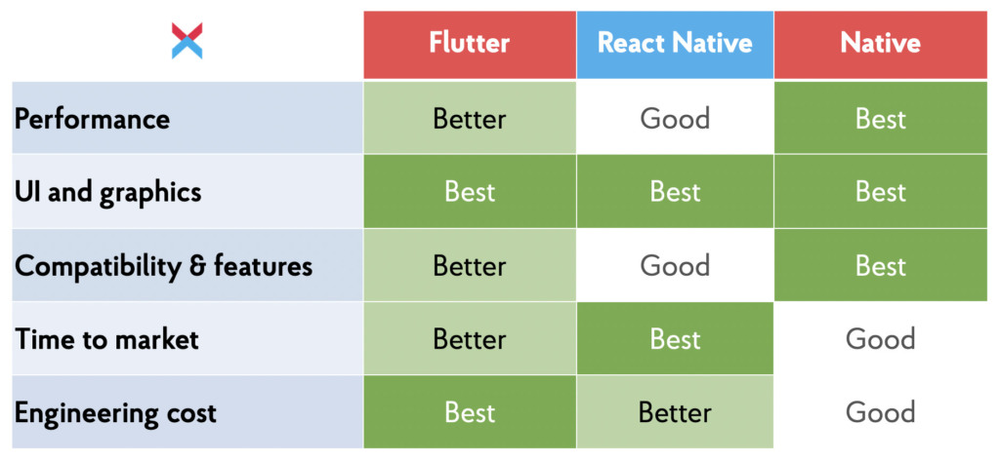 Flutter React Native Native
Performance Better Good Best
UI and graphics Best Best Best
Compatibility & features Better Good Best
Time to market Better Best Good
Engineering cost Best Better Good